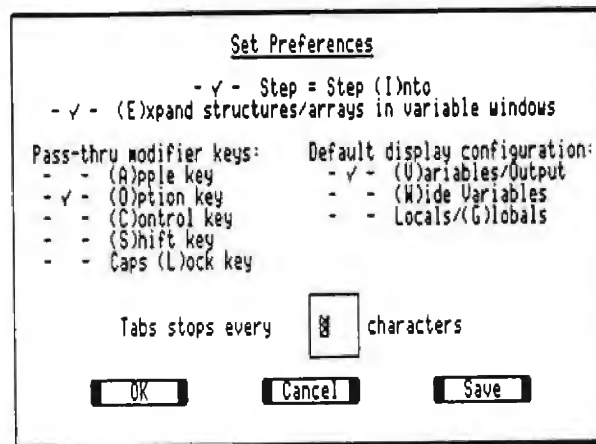 Set Preferences
- √ - Step = Step (I)nto
- √ - (E)xpand structures/arrays in variable windows
Pass-thru modifier keys:
- - (A)pple key
- √ - (O)ption key
- - (C)ontrol key
- - (S)hift key
- - Caps (L)ock key
Default display configuration:
- √ - (V)ariables/Output
- - (W)ide Variables
- - Locals/(G)lobals
Tabs stops every characters
OK Cancel Save